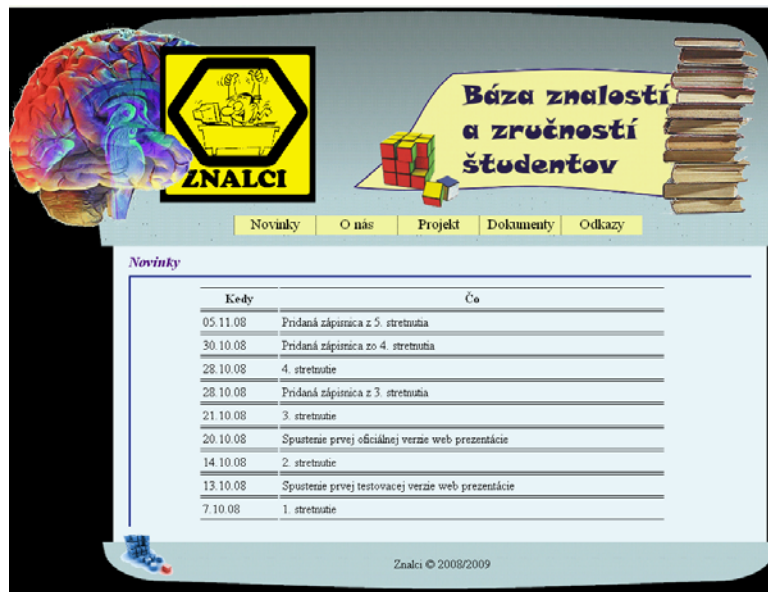 ZNALCI
Báza znalostí
a zručností
študentov
Novinky O nás Projekt Dokumenty Odkazy
Novinky
Kedy Čo
05.11.08 Pridaná zápisnica z 5. stretnutia
30.10.08 Pridaná zápisnica zo 4. stretnutia
28.10.08 4. stretnutie
28.10.08 Pridaná zápisnica z 3. stretnutia
21.10.08 3. stretnutie
20.10.08 Spustenie prvej oficiálnej verzie web prezentácie
14.10.08 2. stretnutie
13.10.08 Spustenie prvej testovacej verzie web prezentácie
7.10.08 1. stretnutie
Znalci © 2008/2009